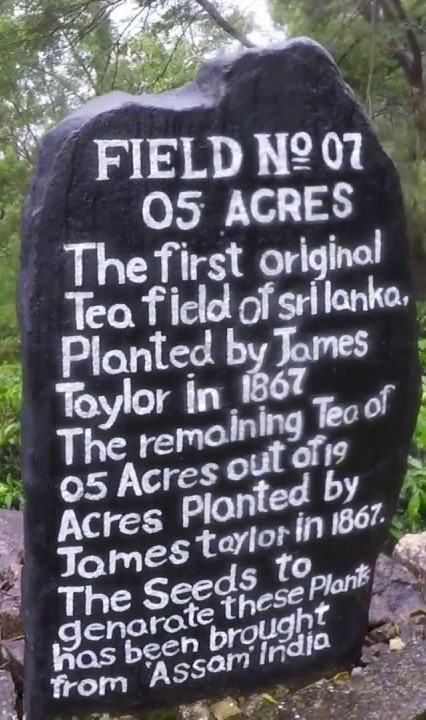 FIELD Nº 07
05 ACRES
The first original
Tea field of sri lanka,
Planted by James
Taylor in 1867
The remaining Tea of
05 Acres out of 19
Acres Planted by
James taylor in 1867.
The Seeds to
genarate these Plants
has been brought
from 'Assam' India